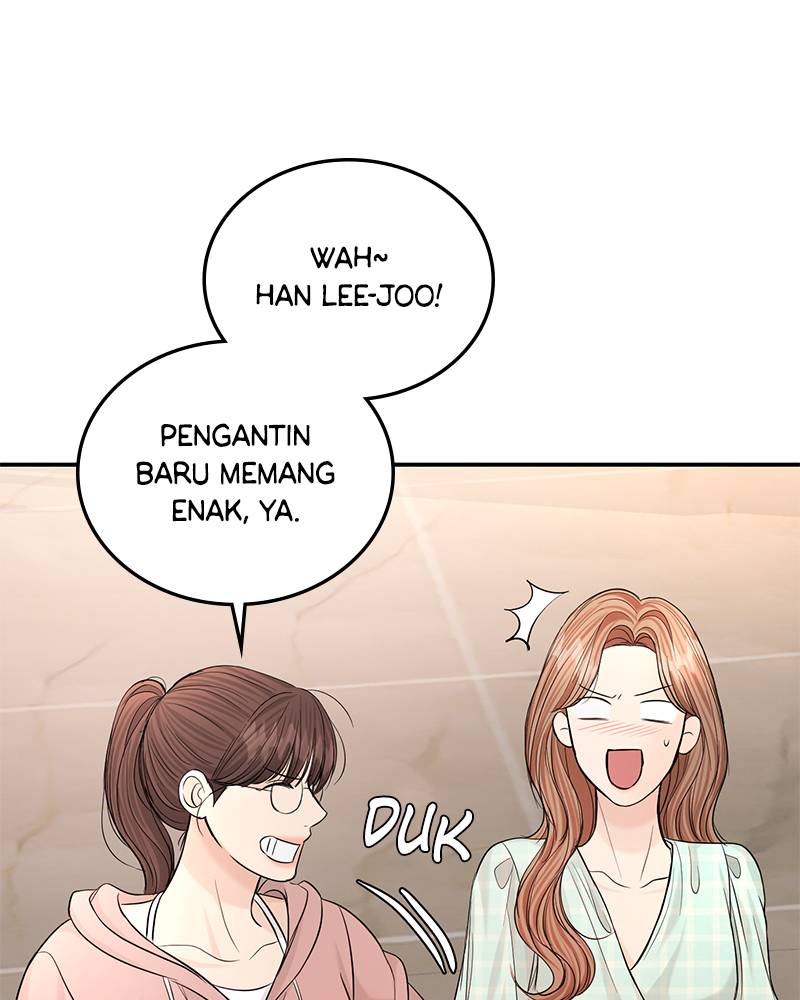 WAH~
HAN LEE-JOO!
PENGANTIN
BARU MEMANG
ENAK, YA.
DUK